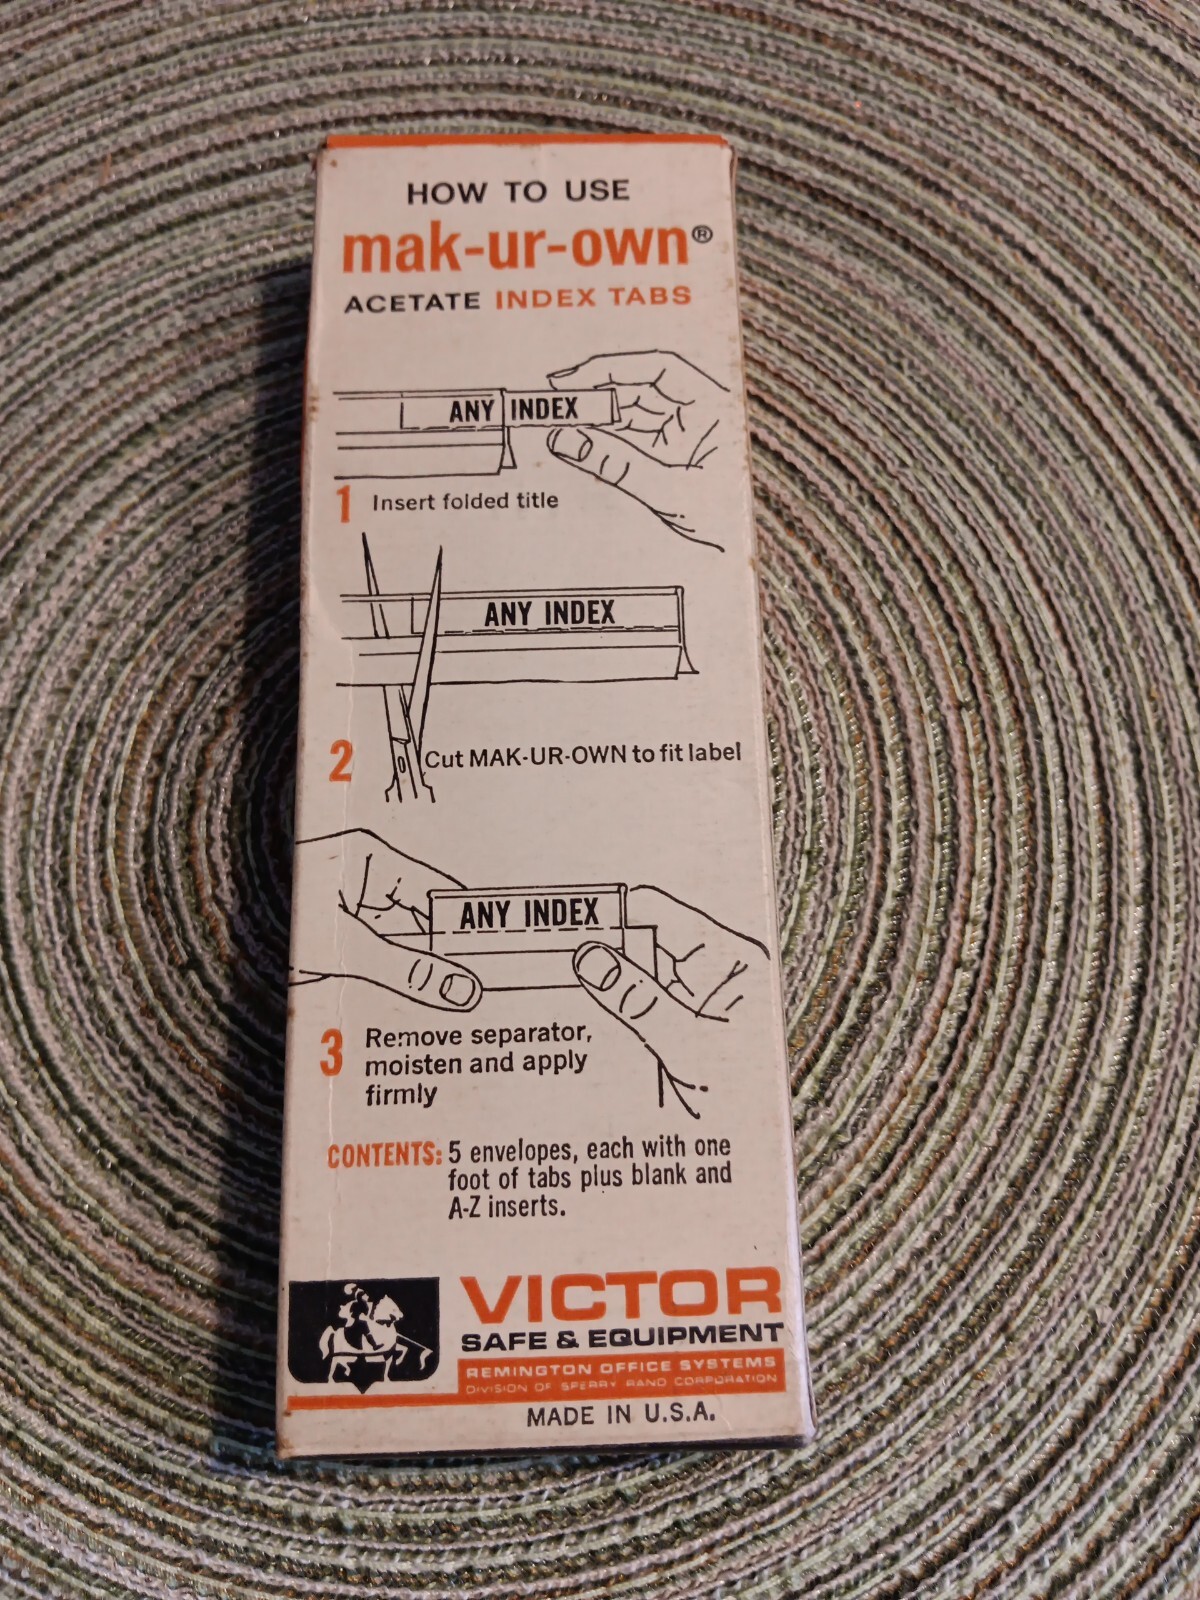 HOW TO USE
mak-ur-own®
ACETATE INDEX TABS
ANY INDEX
1 Insert folded title
ANY INDEX
2 Cut MAK-UR-OWN to fit label
ANY INDEX
3 Remove separator,
moisten and apply
firmly
CONTENTS: 5 envelopes, each with one
foot of tabs plus blank and
A-Z inserts.
VICTOR
SAFE & EQUIPMENT
REMINGTON OFFICE SYSTEMS
DIVISION OF SPERRY RAND CORPORATION
MADE IN U.S.A.